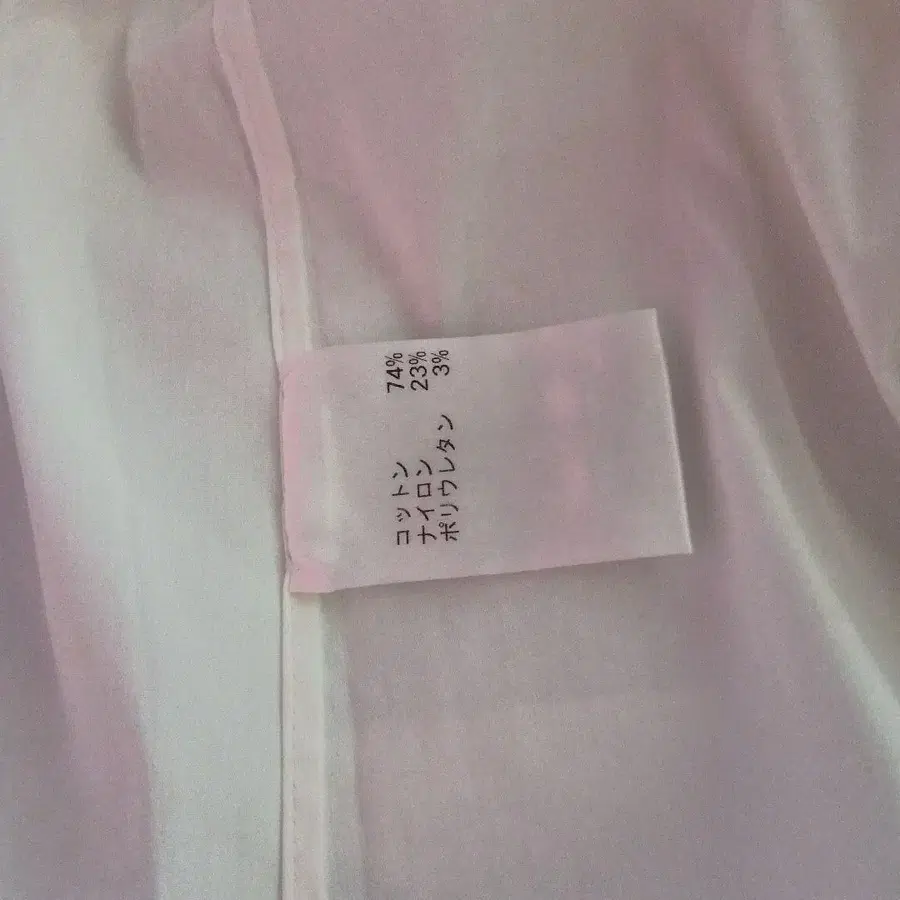 コットン 74%
ナイロン 23%
ポリウレタン 3%